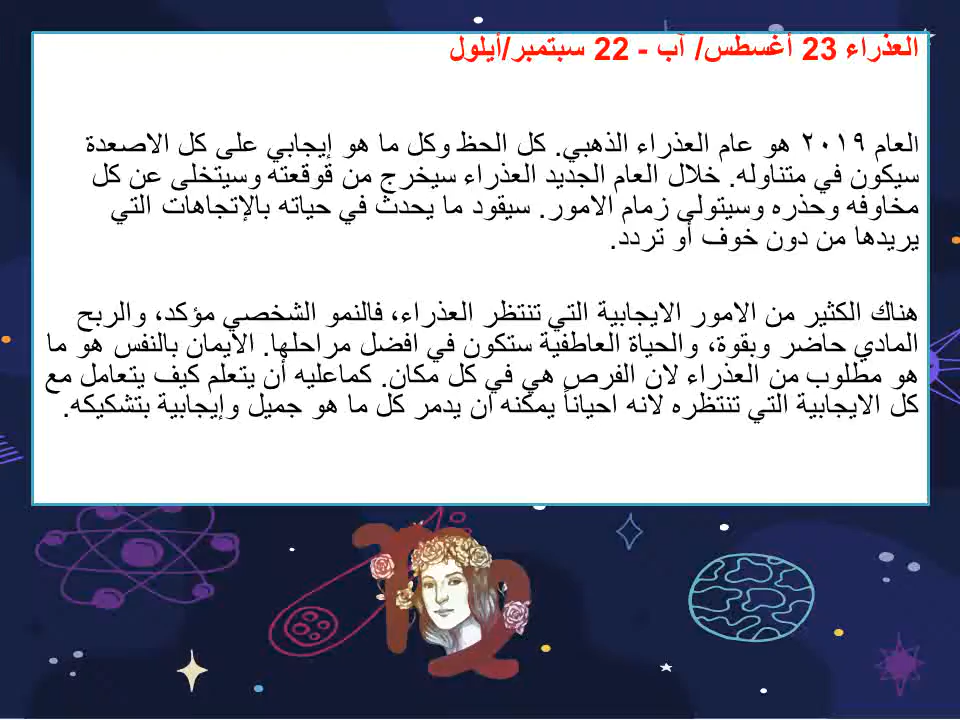 العذراء 23 أغسطس/ آب - 22 سبتمبر/أيلول
العام ٢٠١٩ هو عام العذراء الذهبي. كل الحظ وكل ما هو إيجابي على كل الاصعدة
سيكون في متناوله. خلال العام الجديد العذراء سيخرج من قوقعته وسيتخلى عن كل
مخاوفه وحذره وسيتولى زمام الامور. سيقود ما يحدث في حياته بالإتجاهات التي
يريدها من دون خوف أو تردد.
هناك الكثير من الامور الايجابية التي تنتظر العذراء، فالنمو الشخصي مؤكد، والربح
المادي حاضر وبقوة، والحياة العاطفية ستكون في افضل مراحلها. الايمان بالنفس هو ما
هو مطلوب من العذراء لان الفرص هي في كل مكان. كماعليه أن يتعلم كيف يتعامل مع
كل الايجابية التي تنتظره لانه احياناً يمكنه ان يدمر كل ما هو جميل وإيجابية بتشكيكه.